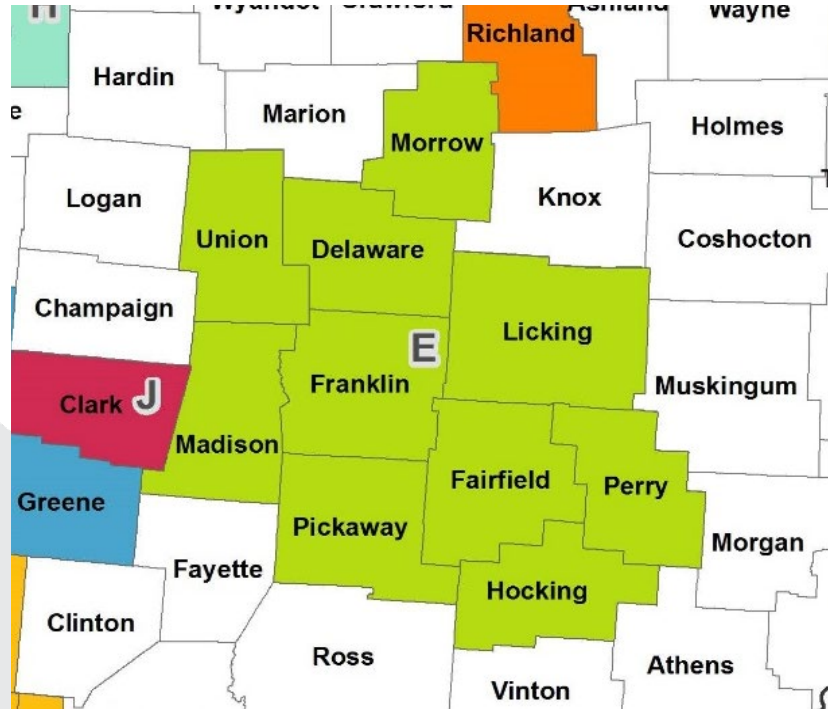 H
Richland
Wayne
Hardin
e
Marion
Holmes
Morrow
Logan
Knox
Union
Delaware
Coshocton
Champaign
Licking
E
Franklin
Muskingum
Clark
J
Madison
Fairfield
Perry
Greene
Pickaway
Morgan
Fayette
Hocking
Clinton
Ross
Athens
Vinton